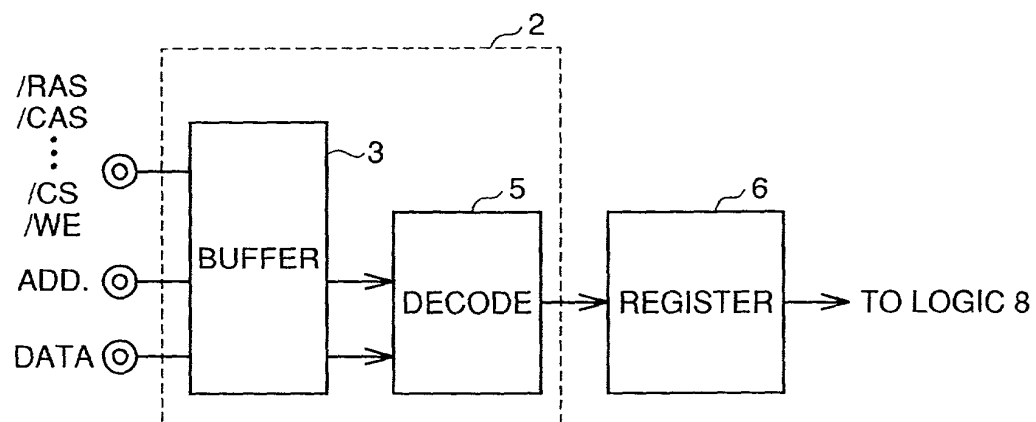 2
/RAS
/CAS
/CS
/WE
ADD.
DATA
3
BUFFER
5
DECODE
6
REGISTER
TO LOGIC 8